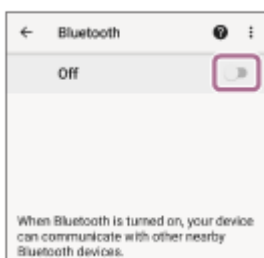 Bluetooth
Off
When Bluetooth is turned on, your device
can communicate with other nearby
Bluetooth devices.